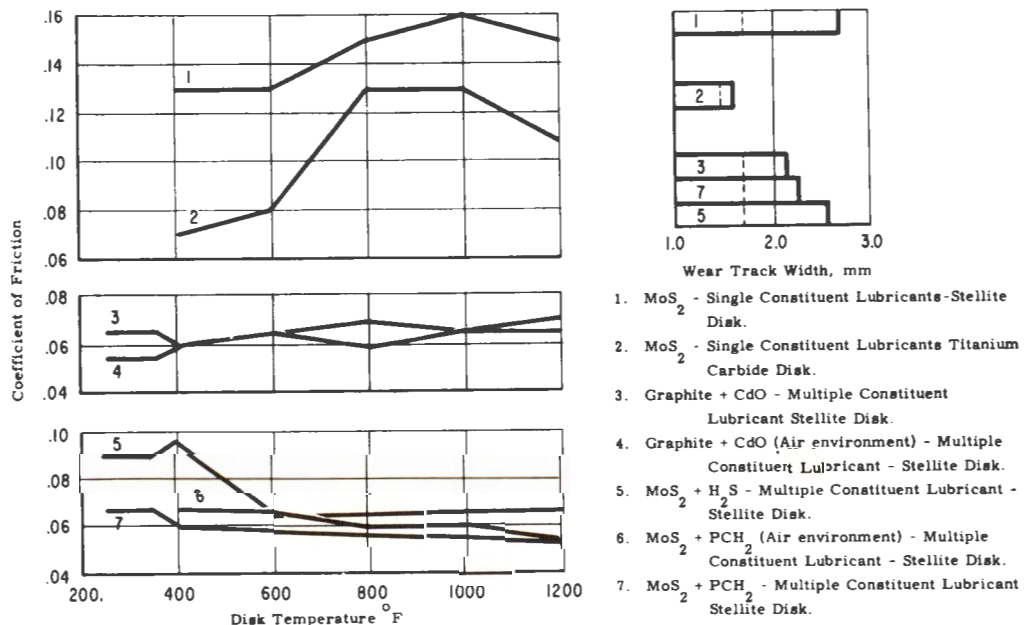 .16
.14
.12
.10
.08
.06
1
2
.08
.06
.04
3
4
.10
.08
.06
.04
5
6
7
200.
400
600
800
1000
1200
Coefficient of Friction
Disk Temperature °F
1
2
3
7
5
1.0
2.0
3.0
Wear Track Width, mm
1. MoS2 - Single Constituent Lubricants-Stellite
Disk.
2. MoS2 - Single Constituent Lubricants Titanium
Carbide Disk.
3. Graphite + CdO - Multiple Constituent
Lubricant Stellite Disk.
4. Graphite + CdO (Air environment) - Multiple
Constituent Lubricant - Stellite Disk.
5. MoS2 + H2S - Multiple Constituent Lubricant -
Stellite Disk.
6. MoS2 + PCH2 (Air environment) - Multiple
Constituent Lubricant - Stellite Disk.
7. MoS2 + PCH2 - Multiple Constituent Lubricant
Stellite Disk.